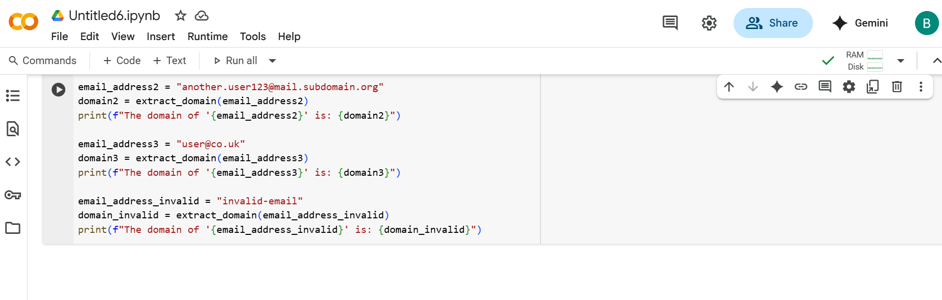 CO Untitled6.ipynb
Share
Gemini
B
File Edit View Insert Runtime Tools Help
Commands + Code + Text Run all
RAM
Disk
email_address2 = "another.user123@mail.subdomain.org"
domain2 = extract_domain(email_address2)
print(f"The domain of '{email_address2}' is: {domain2}")
email_address3 = "user@co.uk"
domain3 = extract_domain(email_address3)
print(f"The domain of '{email_address3}' is: {domain3}")
email_address_invalid = "invalid-email"
domain_invalid = extract_domain(email_address_invalid)
print(f"The domain of '{email_address_invalid}' is: {domain_invalid}")